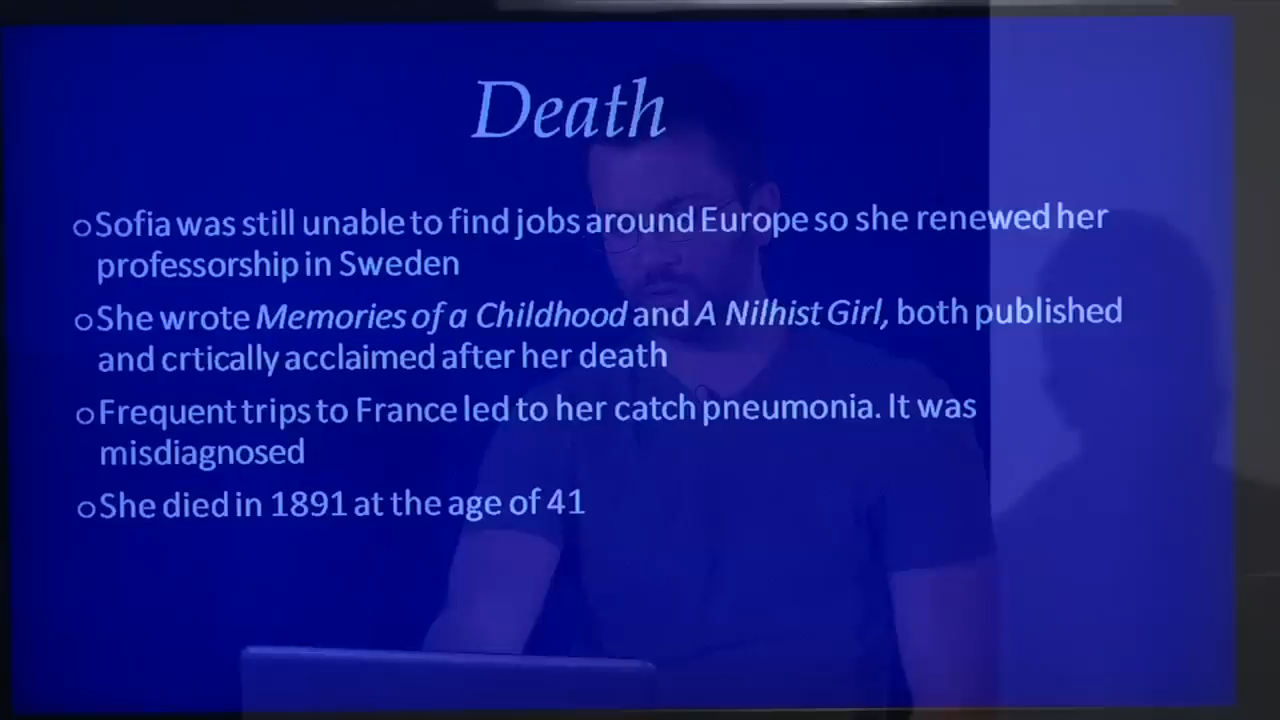 Death
Sofia was still unable to find jobs around Europe so she renewed her
professorship in Sweden
She wrote Memories of a Childhood and A Nilhist Girl, both published
and crtically acclaimed after her death
Frequent trips to France led to her catch pneumonia. It was
misdiagnosed
She died in 1891 at the age of 41